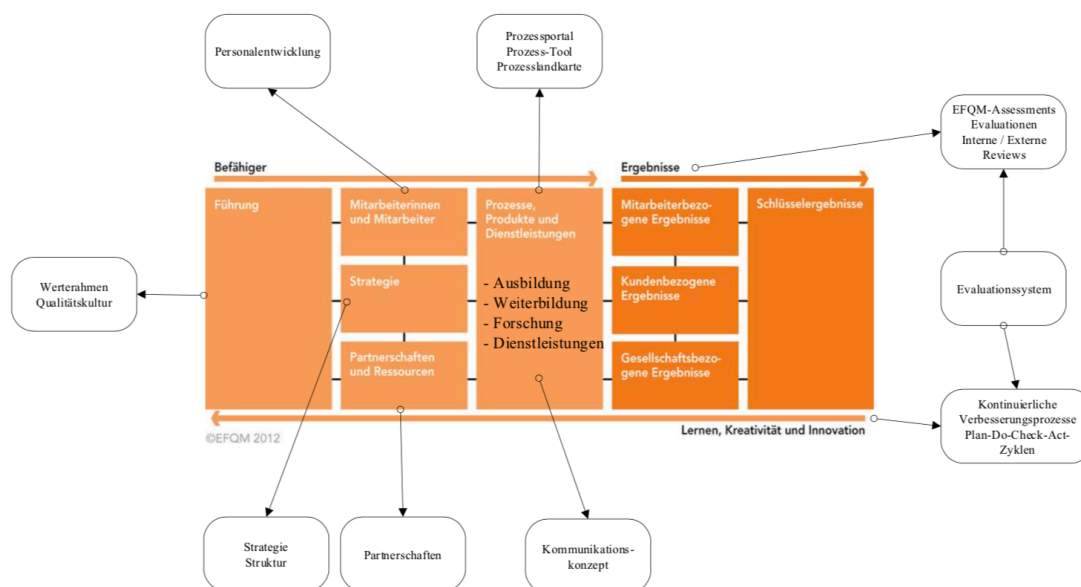 Personalentwicklung
Prozessportal
Prozess-Tool
Prozesslandkarte
EFQM-Assessments
Evaluationen
Interne / Externe
Reviews
Befähiger
Ergebnisse
Führung
Mitarbeiterinnen
und Mitarbeiter
Prozesse,
Produkte und
Dienstleistungen
Mitarbeiterbezo-
gene Ergebnisse
Schlüsselergebnisse
Werterahmen
Qualitätskultur
Strategie
- Ausbildung
- Weiterbildung
- Forschung
- Dienstleistungen
Kundenbezogene
Ergebnisse
Evaluationssystem
Partnerschaften
und Ressourcen
Gesellschaftsbezo-
gene Ergebnisse
©EFQM 2012
Lernen, Kreativität und Innovation
Kontinuierliche
Verbesserungsprozesse
Plan-Do-Check-Act-
Zyklen
Strategie
Struktur
Partnerschaften
Kommunikations-
konzept